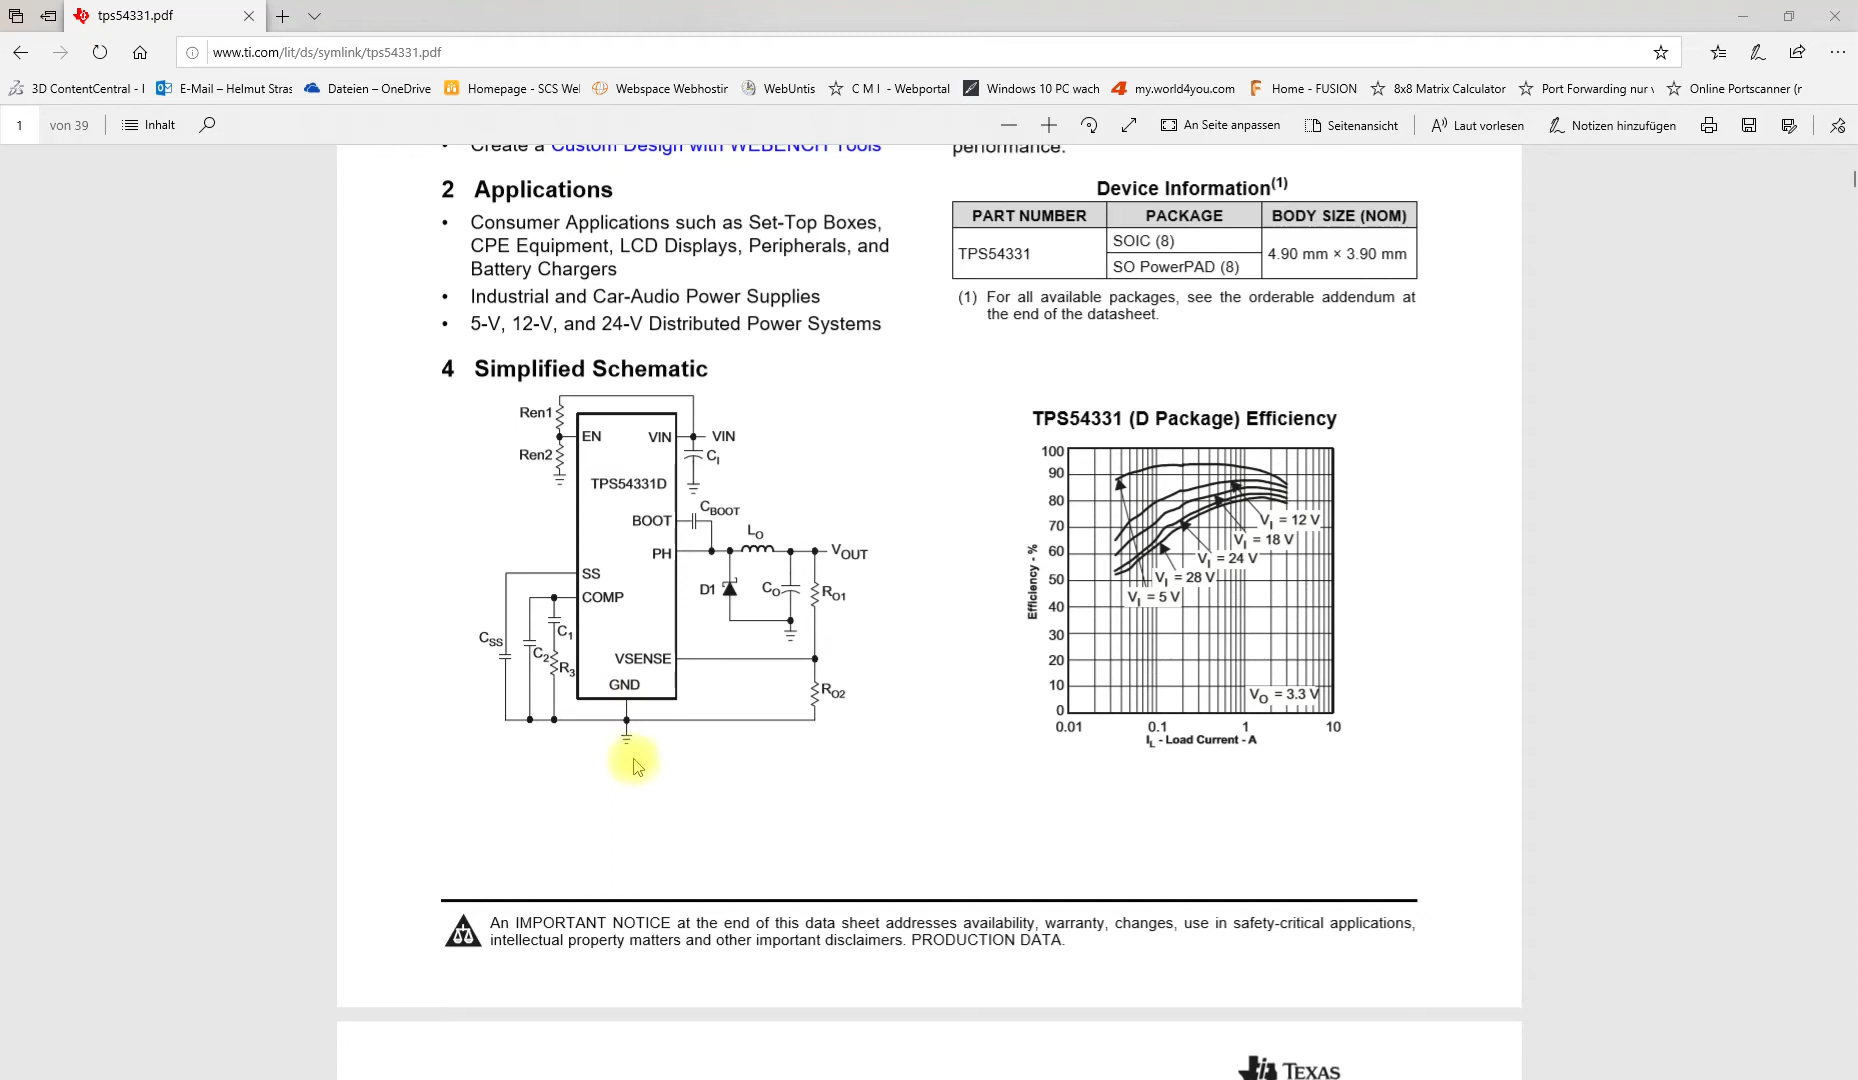 tps54331.pdf
www.ti.com/lit/ds/symlink/tps54331.pdf
3D ContentCentral - I
E-Mail – Helmut Stras
Dateien – OneDrive
Homepage - SCS Wel
Webspace Webhostir
WebUntis
C M I - Webportal
Windows 10 PC wach
my.world4you.com
Home - FUSION
8x8 Matrix Calculator
Port Forwarding nur v
Online Portscanner (r
1 von 39
Inhalt
An Seite anpassen
Seitenansicht
Laut vorlesen
Notizen hinzufügen
• Create a Custom Design with WEBENCH Tools
2 Applications
• Consumer Applications such as Set-Top Boxes,
CPE Equipment, LCD Displays, Peripherals, and
Battery Chargers
• Industrial and Car-Audio Power Supplies
• 5-V, 12-V, and 24-V Distributed Power Systems
performance.
Device Information(1)
PART NUMBER PACKAGE BODY SIZE (NOM)
TPS54331 SOIC (8) 4.90 mm × 3.90 mm
SO PowerPAD (8)
(1) For all available packages, see the orderable addendum at
the end of the datasheet.
4 Simplified Schematic
Ren1
EN VIN VIN
Ren2 CI
TPS54331D
CBOOT
BOOT
LO
PH VOUT
SS
D1 CO RO1
COMP
C1
CSS
C2
R3
VSENSE
GND
RO2
TPS54331 (D Package) Efficiency
100
90
80
70
60
50
40
30
20
10
0
Efficiency - %
VI = 12 V
VI = 18 V
VI = 24 V
VI = 28 V
VI = 5 V
VO = 3.3 V
0.01 0.1 1 10
IL - Load Current - A
An IMPORTANT NOTICE at the end of this data sheet addresses availability, warranty, changes, use in safety-critical applications,
intellectual property matters and other important disclaimers. PRODUCTION DATA.
TEXAS